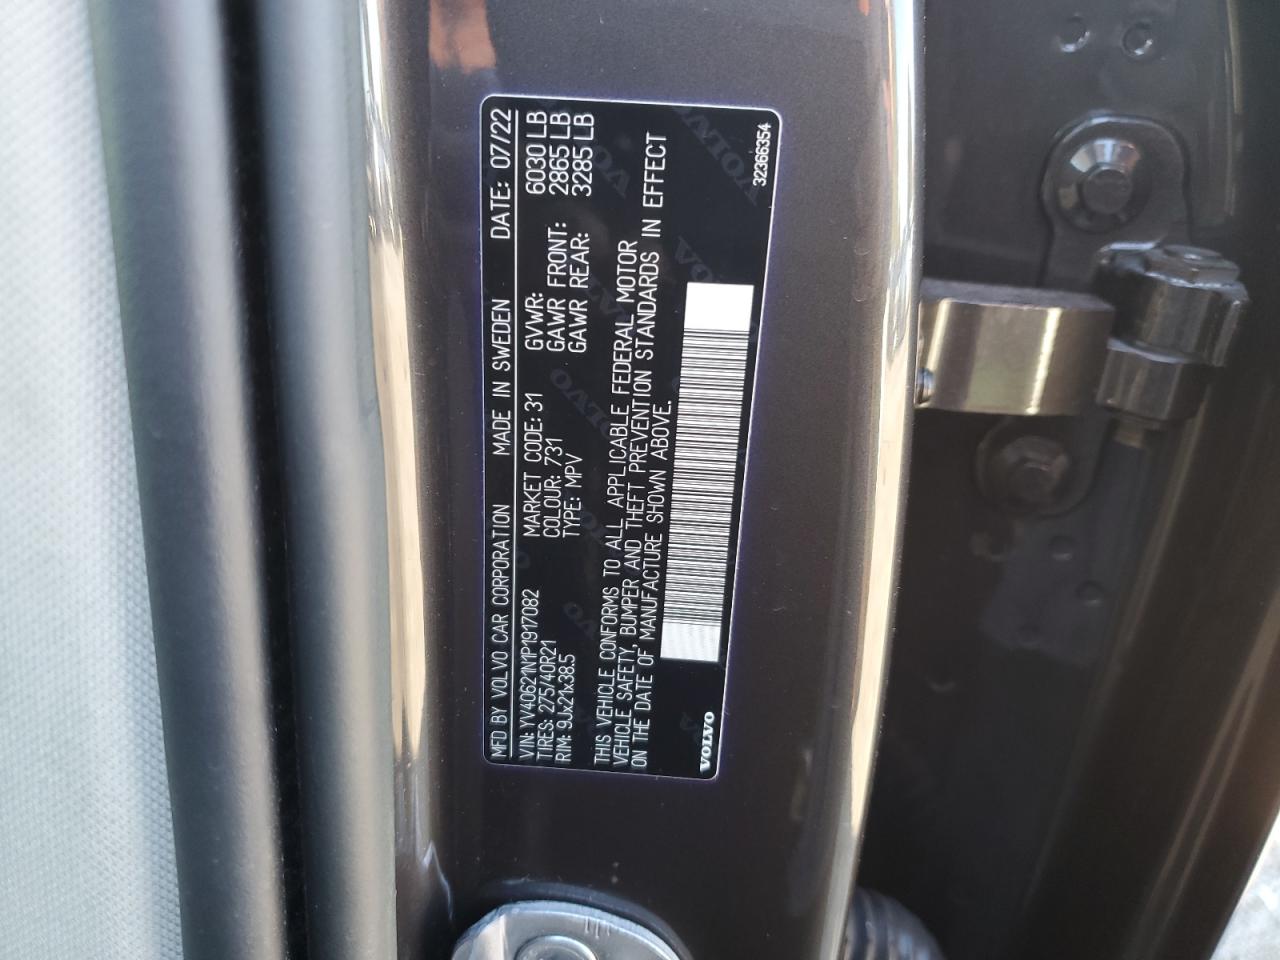 MFD BY VOLVO CAR CORPORATION MADE IN SWEDEN DATE: 07/22
VIN: YV40621N1P1917082 MARKET CODE: 31 GVWR: 6030 LB
TIRES: 275/40R21 COLOUR: 731 GAWR FRONT: 2865 LB
RIM: 9Jx21x38.5 TYPE: MPV GAWR REAR: 3285 LB
THIS VEHICLE CONFORMS TO ALL APPLICABLE FEDERAL MOTOR
VEHICLE SAFETY, BUMPER AND THEFT PREVENTION STANDARDS IN EFFECT
ON THE DATE OF MANUFACTURE SHOWN ABOVE.
VOLVO 32366354